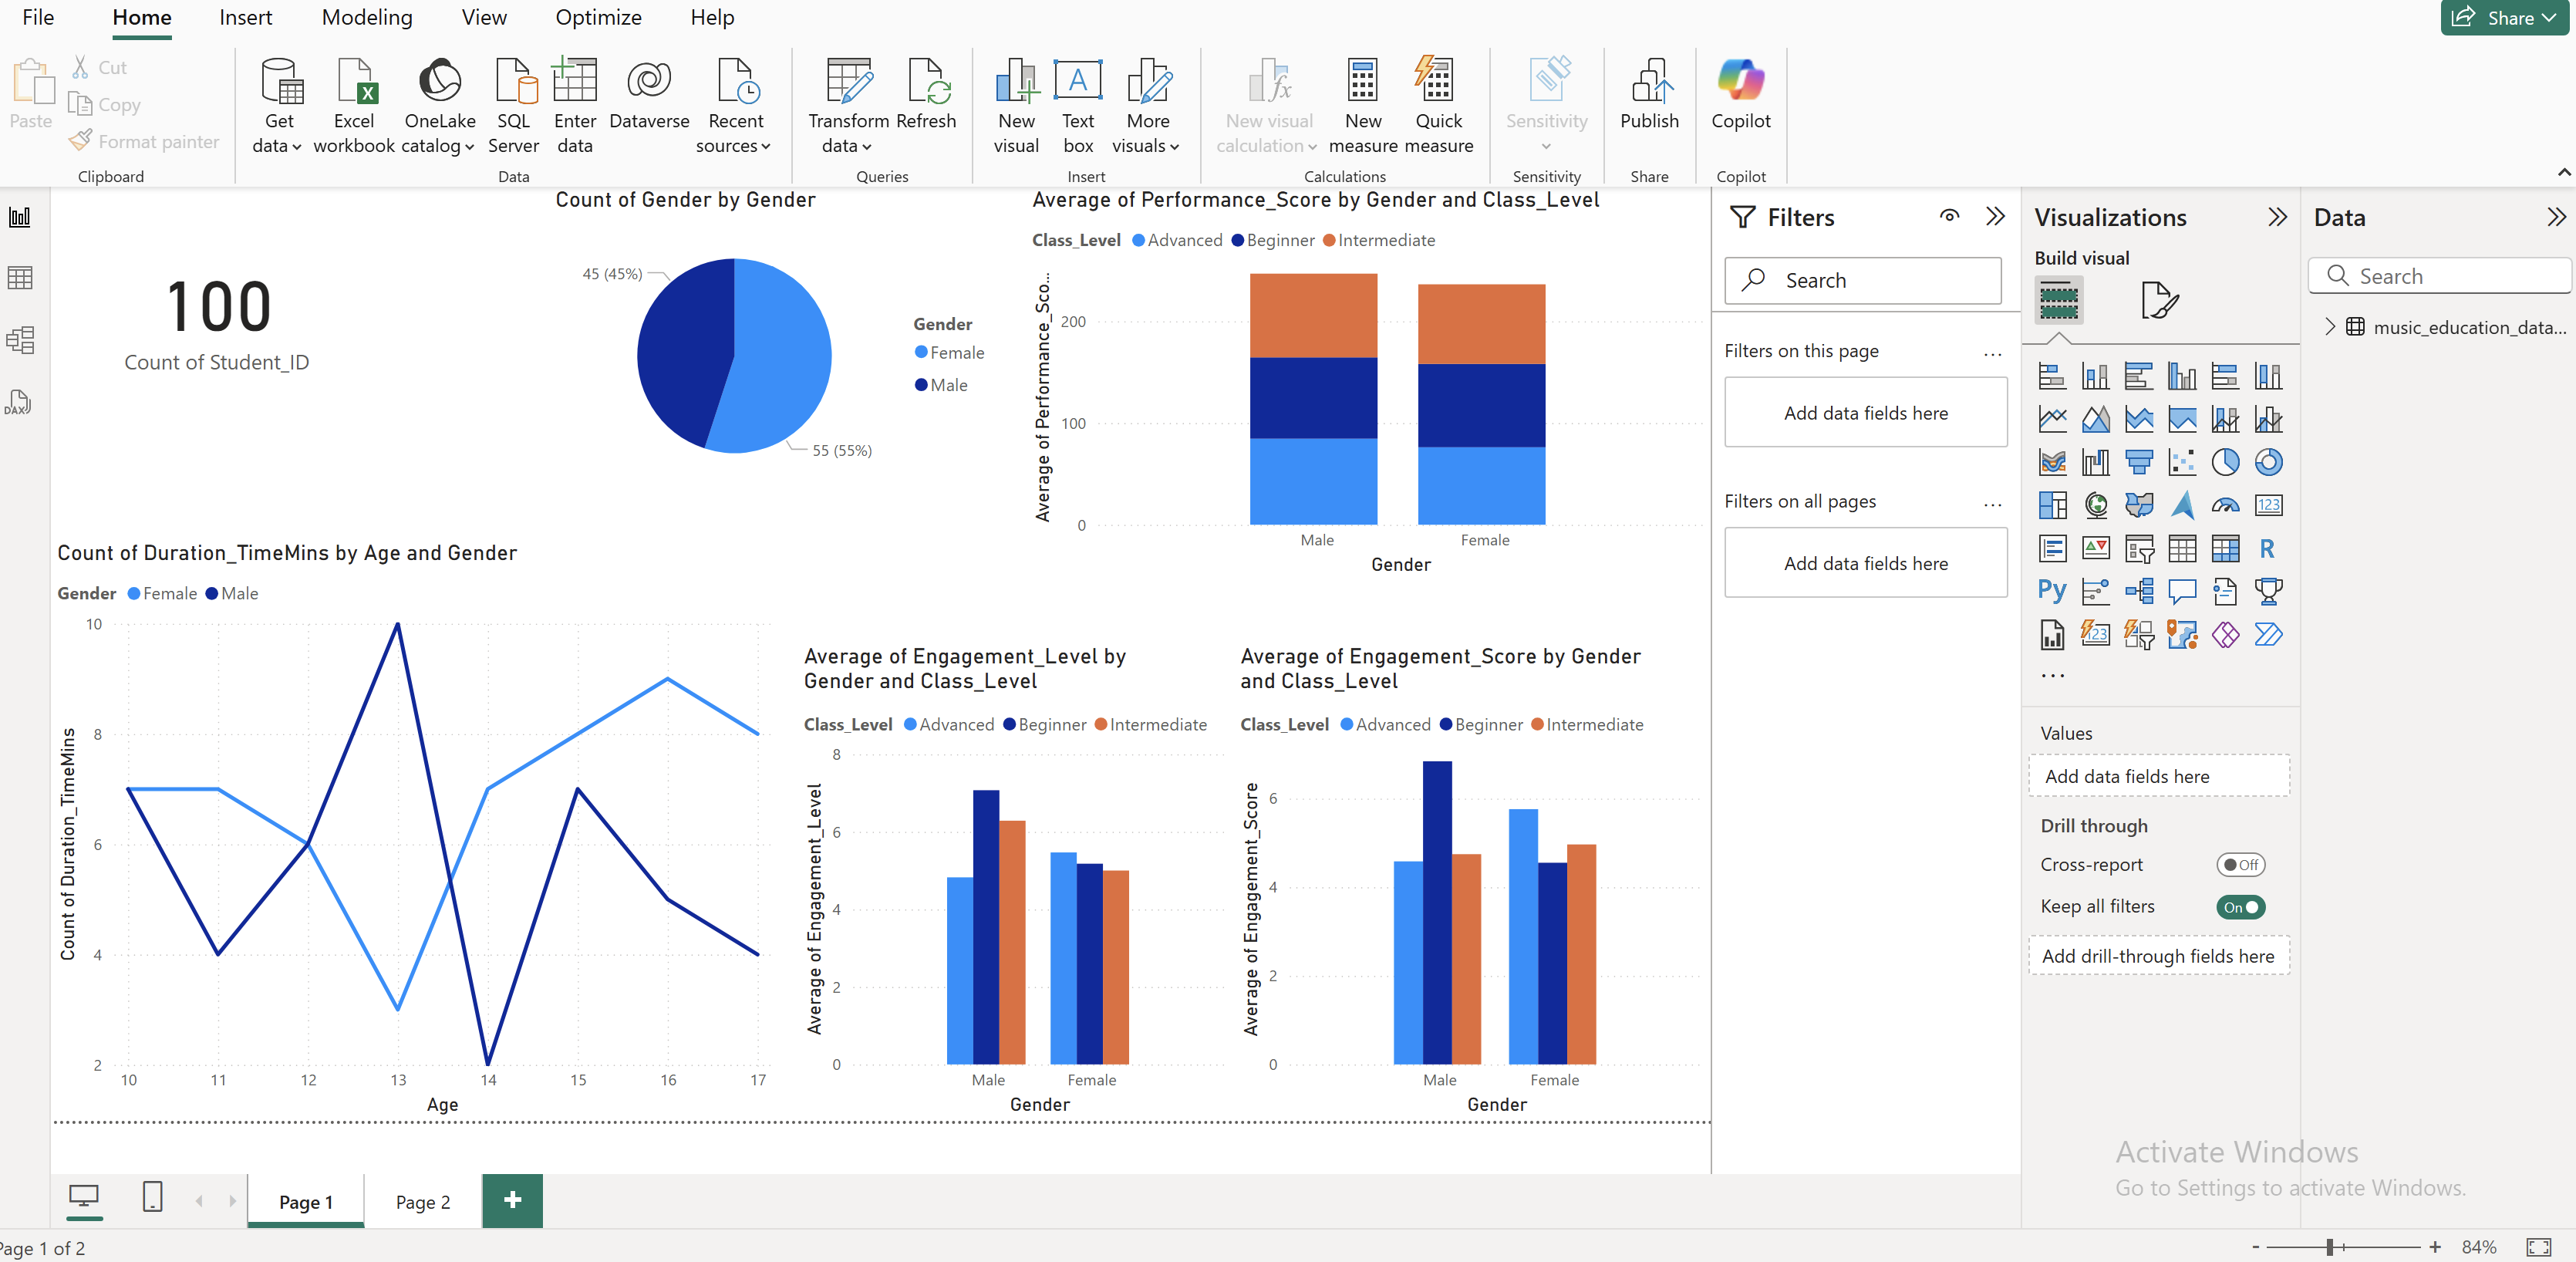 File Home Insert Modeling View Optimize Help Share
Paste
Cut
Copy
Format painter
Clipboard
Get data
Excel workbook
OneLake catalog
SQL Server
Enter data
Dataverse
Recent sources
Data
Transform data
Refresh
Queries
New visual
Text box
More visuals
Insert
New visual calculation
New measure
Quick measure
Calculations
Sensitivity
Sensitivity
Publish
Share
Copilot
Copilot
DAX
100
Count of Student_ID
Count of Gender by Gender
45 (45%)
55 (55%)
Gender
Female
Male
Average of Performance_Score by Gender and Class_Level
Class_Level Advanced Beginner Intermediate
Average of Performance_Sco...
200
100
0
Male Female
Gender
Count of Duration_TimeMins by Age and Gender
Gender Female Male
Count of Duration_TimeMins
10
8
6
4
2
10 11 12 13 14 15 16 17
Age
Average of Engagement_Level by
Gender and Class_Level
Class_Level Advanced Beginner Intermediate
Average of Engagement_Level
8
6
4
2
0
Male Female
Gender
Average of Engagement_Score by Gender
and Class_Level
Class_Level Advanced Beginner Intermediate
Average of Engagement_Score
6
4
2
0
Male Female
Gender
Filters
Search
Filters on this page ...
Add data fields here
Filters on all pages ...
Add data fields here
Visualizations
Build visual
123
R
Py
123
...
Values
Add data fields here
Drill through
Cross-report Off
Keep all filters On
Add drill-through fields here
Data
Search
music_education_data...
Activate Windows
Go to Settings to activate Windows.
Page 1 Page 2 +
Page 1 of 2
- + 84%